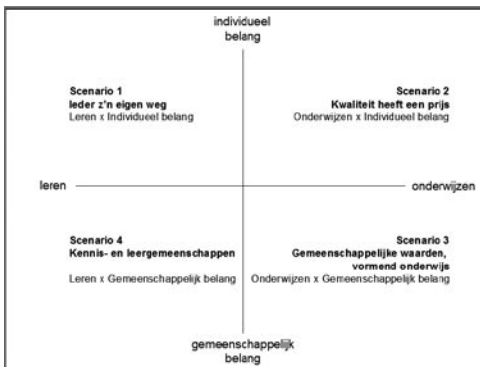 individueel
belang
Scenario 1
Ieder z'n eigen weg
Leren x Individueel belang
Scenario 2
Kwaliteit heeft een prijs
Onderwijzen x Individueel belang
leren
onderwijzen
Scenario 4
Kennis- en leergemeenschappen
Leren x Gemeenschappelijk belang
Scenario 3
Gemeenschappelijke waarden,
vormend onderwijs
Onderwijzen x Gemeenschappelijk belang
gemeenschappelijk
belang